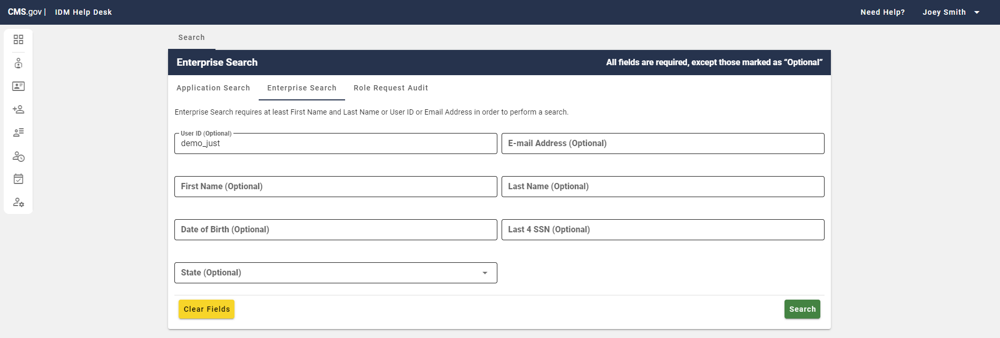 CMS.gov | IDM Help Desk
Need Help? Joey Smith
Search
Enterprise Search
All fields are required, except those marked as “Optional”
Application Search Enterprise Search Role Request Audit
Enterprise Search requires at least First Name and Last Name or User ID or Email Address in order to perform a search.
User ID (Optional)
demo_just
E-mail Address (Optional)
First Name (Optional)
Last Name (Optional)
Date of Birth (Optional)
Last 4 SSN (Optional)
State (Optional)
Clear Fields
Search